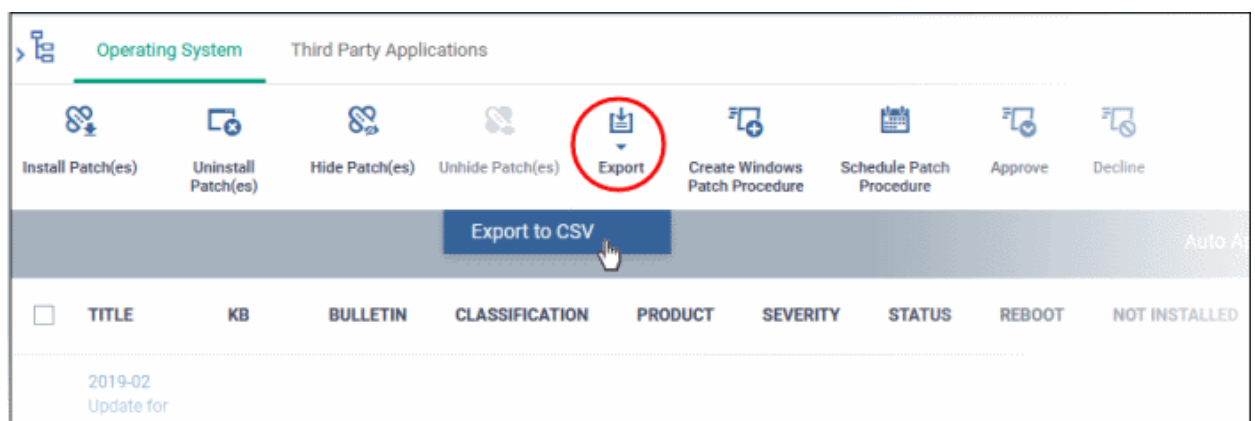 Operating System Third Party Applications
Install Patch(es) Uninstall Patch(es) Hide Patch(es) Unhide Patch(es) Export Create Windows Patch Procedure Schedule Patch Procedure Approve Decline
Export to CSV
Auto A
TITLE KB BULLETIN CLASSIFICATION PRODUCT SEVERITY STATUS REBOOT NOT INSTALLED
2019-02
Update for